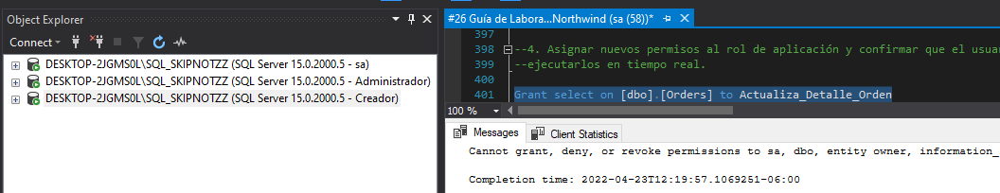 Object Explorer
Connect
DESKTOP-2JGMS0L\SQL_SKIPNOTZZ (SQL Server 15.0.2000.5 - sa)
DESKTOP-2JGMS0L\SQL_SKIPNOTZZ (SQL Server 15.0.2000.5 - Administrador)
DESKTOP-2JGMS0L\SQL_SKIPNOTZZ (SQL Server 15.0.2000.5 - Creador)
#26 Guía de Labora...Northwind (sa (58))*
397
398 --4. Asignar nuevos permisos al rol de aplicación y confirmar que el usua
399 --ejecutarlos en tiempo real.
400
401 Grant select on [dbo].[Orders] to Actualiza_Detalle_Orden
100 %
Messages
Client Statistics
Cannot grant, deny, or revoke permissions to sa, dbo, entity owner, information_
Completion time: 2022-04-23T12:19:57.1069251-06:00